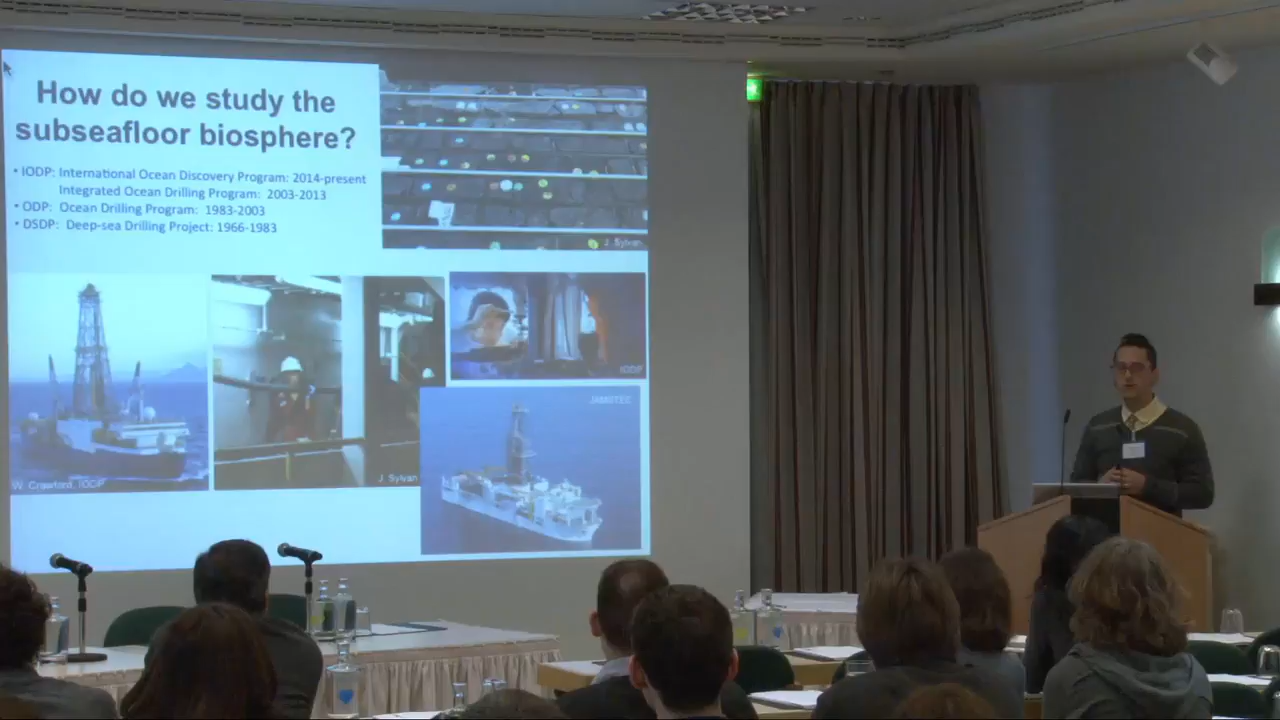 How do we study the
subseafloor biosphere?
• IODP: International Ocean Discovery Program: 2014-present
Integrated Ocean Drilling Program: 2003-2013
• ODP: Ocean Drilling Program: 1983-2003
• DSDP: Deep-sea Drilling Project: 1966-1983
J. Sylvan
W. Crawford, IODP
J. Sylvan
IODP
JAMSTEC